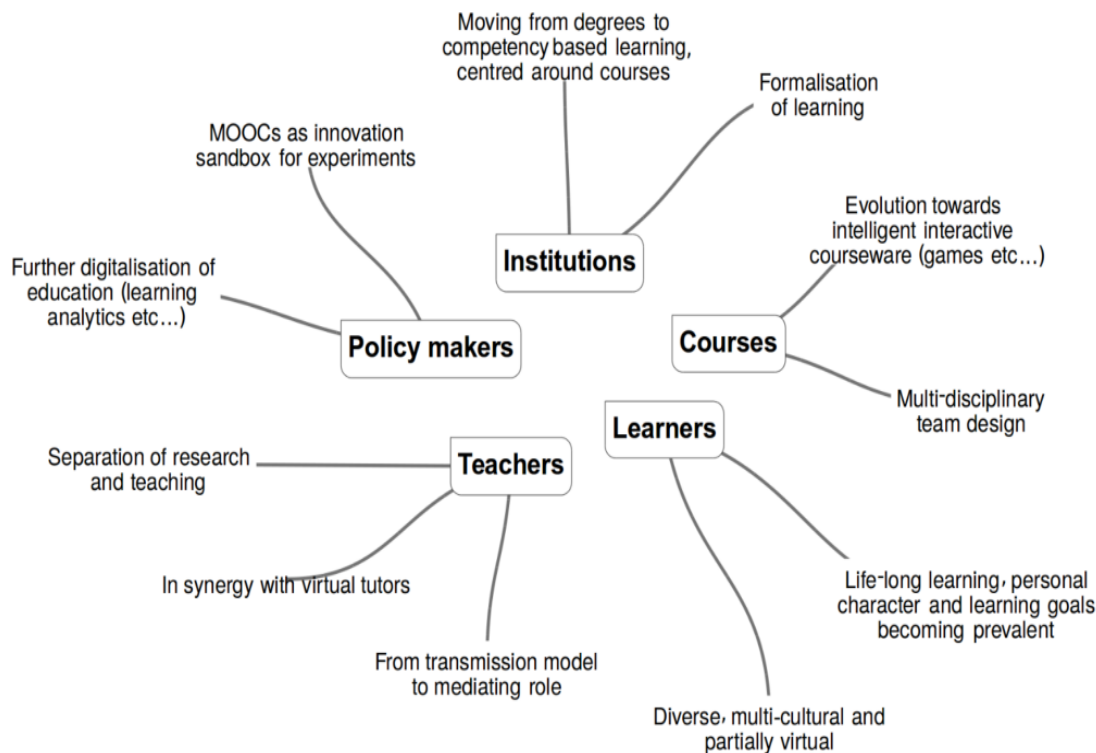 Moving from degrees to
competency based learning,
centred around courses
Formalisation
of learning
MOOCs as innovation
sandbox for experiments
Evolution towards
intelligent interactive
courseware (games etc...)
Institutions
Further digitalisation of
education (learning
analytics etc...)
Policy makers
Courses
Multi-disciplinary
team design
Learners
Teachers
Separation of research
and teaching
In synergy with virtual tutors
Life-long learning, personal
character and learning goals
becoming prevalent
From transmission model
to mediating role
Diverse, multi-cultural and
partially virtual